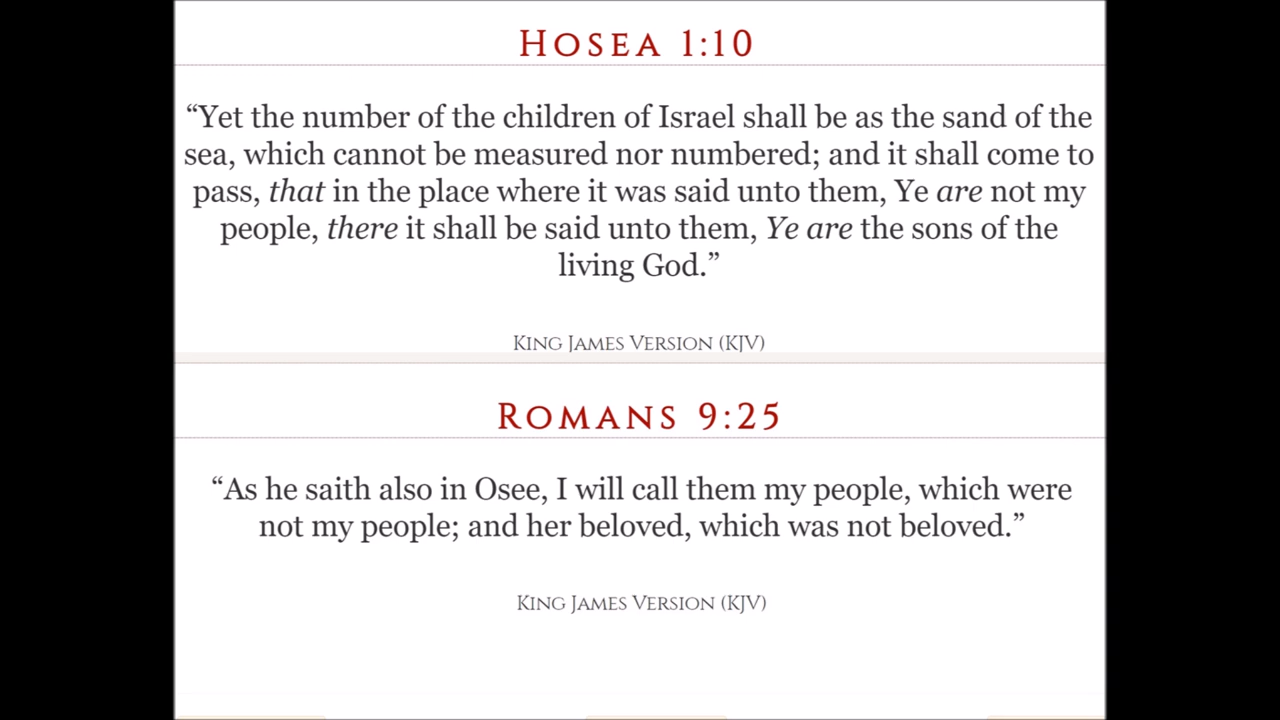 Hosea 1:10
“Yet the number of the children of Israel shall be as the sand of the
sea, which cannot be measured nor numbered; and it shall come to
pass, that in the place where it was said unto them, Ye are not my
people, there it shall be said unto them, Ye are the sons of the
living God.”
King James Version (KJV)
Romans 9:25
“As he saith also in Osee, I will call them my people, which were
not my people; and her beloved, which was not beloved.”
King James Version (KJV)